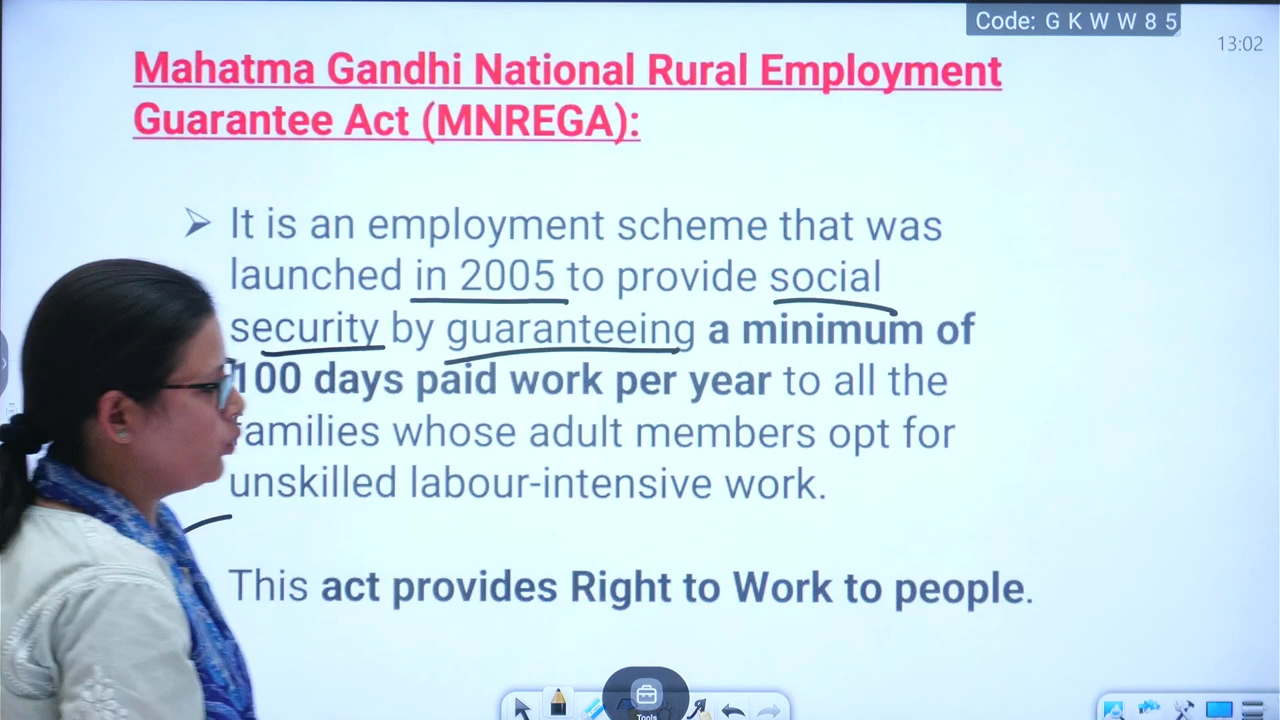 Code: G K W W 8 5
13:02
Mahatma Gandhi National Rural Employment
Guarantee Act (MNREGA):
It is an employment scheme that was
launched in 2005 to provide social
security by guaranteeing a minimum of
100 days paid work per year to all the
amilies whose adult members opt for
unskilled labour-intensive work.
This act provides Right to Work to people.
Tools